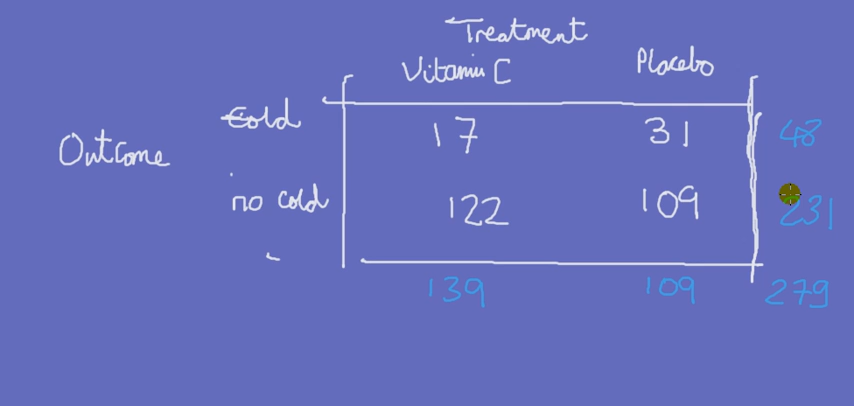 Treatment
Vitamin C Placebo
Cold 17 31 48
Outcome
no cold 122 109 231
139 109 279